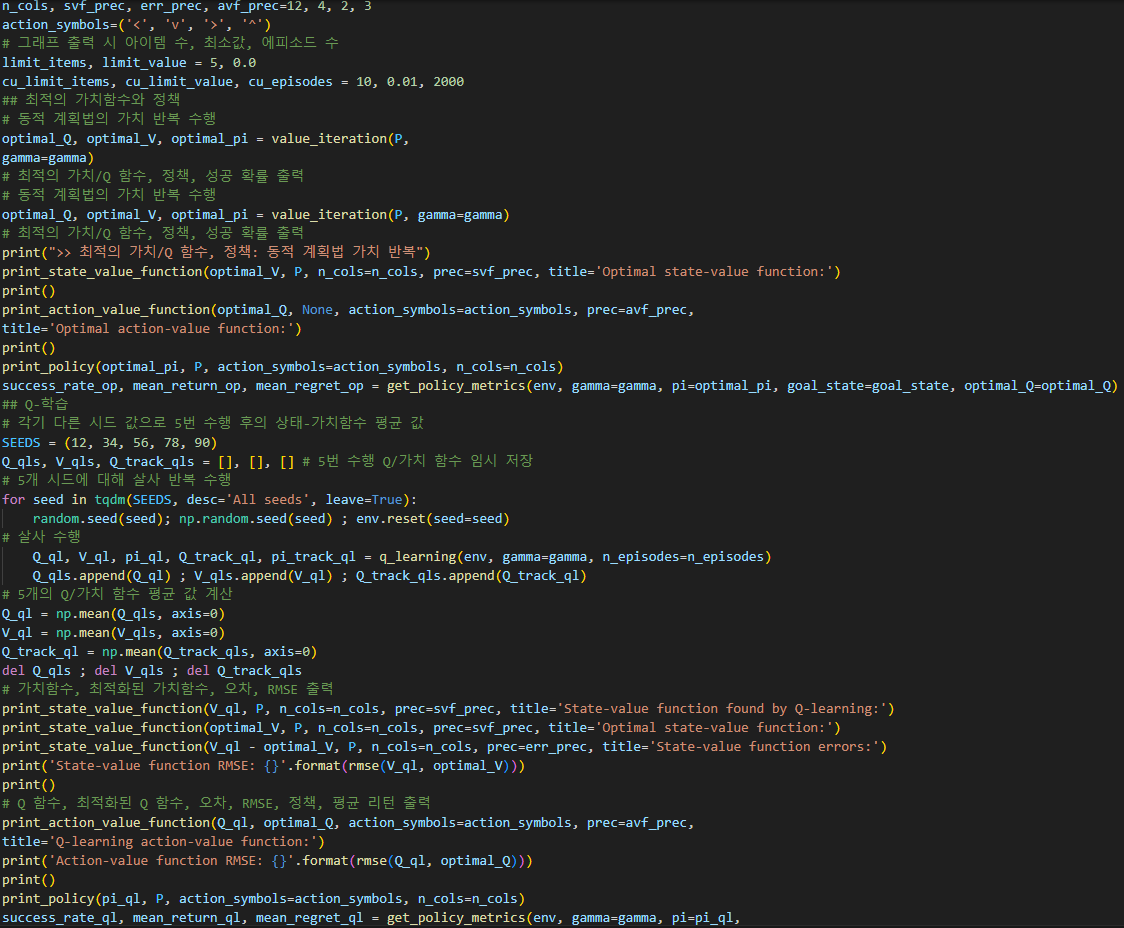 n_cols, svf_prec, err_prec, avf_prec=12, 4, 2, 3
action_symbols=('<', 'v', '>', '^')
# 그래프 출력 시 아이템 수, 최소값, 에피소드 수
limit_items, limit_value = 5, 0.0
cu_limit_items, cu_limit_value, cu_episodes = 10, 0.01, 2000
## 최적의 가치함수와 정책
# 동적 계획법의 가치 반복 수행
optimal_Q, optimal_V, optimal_pi = value_iteration(P,
gamma=gamma)
# 최적의 가치/Q 함수, 정책, 성공 확률 출력
# 동적 계획법의 가치 반복 수행
optimal_Q, optimal_V, optimal_pi = value_iteration(P, gamma=gamma)
# 최적의 가치/Q 함수, 정책, 성공 확률 출력
print(">> 최적의 가치/Q 함수, 정책: 동적 계획법 가치 반복")
print_state_value_function(optimal_V, P, n_cols=n_cols, prec=svf_prec, title='Optimal state-value function:')
print()
print_action_value_function(optimal_Q, None, action_symbols=action_symbols, prec=avf_prec,
title='Optimal action-value function:')
print()
print_policy(optimal_pi, P, action_symbols=action_symbols, n_cols=n_cols)
success_rate_op, mean_return_op, mean_regret_op = get_policy_metrics(env, gamma=gamma, pi=optimal_pi, goal_state=goal_state, optimal_Q=optimal_Q)
## Q-학습
# 각기 다른 시드 값으로 5번 수행 후의 상태-가치함수 평균 값
SEEDS = (12, 34, 56, 78, 90)
Q_qls, V_qls, Q_track_qls = [], [], [] # 5번 수행 Q/가치 함수 임시 저장
# 5개 시드에 대해 살사 반복 수행
for seed in tqdm(SEEDS, desc='All seeds', leave=True):
    random.seed(seed); np.random.seed(seed) ; env.reset(seed=seed)
# 살사 수행
    Q_ql, V_ql, pi_ql, Q_track_ql, pi_track_ql = q_learning(env, gamma=gamma, n_episodes=n_episodes)
    Q_qls.append(Q_ql) ; V_qls.append(V_ql) ; Q_track_qls.append(Q_track_ql)
# 5개의 Q/가치 함수 평균 값 계산
Q_ql = np.mean(Q_qls, axis=0)
V_ql = np.mean(V_qls, axis=0)
Q_track_ql = np.mean(Q_track_qls, axis=0)
del Q_qls ; del V_qls ; del Q_track_qls
# 가치함수, 최적화된 가치함수, 오차, RMSE 출력
print_state_value_function(V_ql, P, n_cols=n_cols, prec=svf_prec, title='State-value function found by Q-learning:')
print_state_value_function(optimal_V, P, n_cols=n_cols, prec=svf_prec, title='Optimal state-value function:')
print_state_value_function(V_ql - optimal_V, P, n_cols=n_cols, prec=err_prec, title='State-value function errors:')
print('State-value function RMSE: {}'.format(rmse(V_ql, optimal_V)))
print()
# Q 함수, 최적화된 Q 함수, 오차, RMSE, 정책, 평균 리턴 출력
print_action_value_function(Q_ql, optimal_Q, action_symbols=action_symbols, prec=avf_prec,
title='Q-learning action-value function:')
print('Action-value function RMSE: {}'.format(rmse(Q_ql, optimal_Q)))
print()
print_policy(pi_ql, P, action_symbols=action_symbols, n_cols=n_cols)
success_rate_ql, mean_return_ql, mean_regret_ql = get_policy_metrics(env, gamma=gamma, pi=pi_ql,